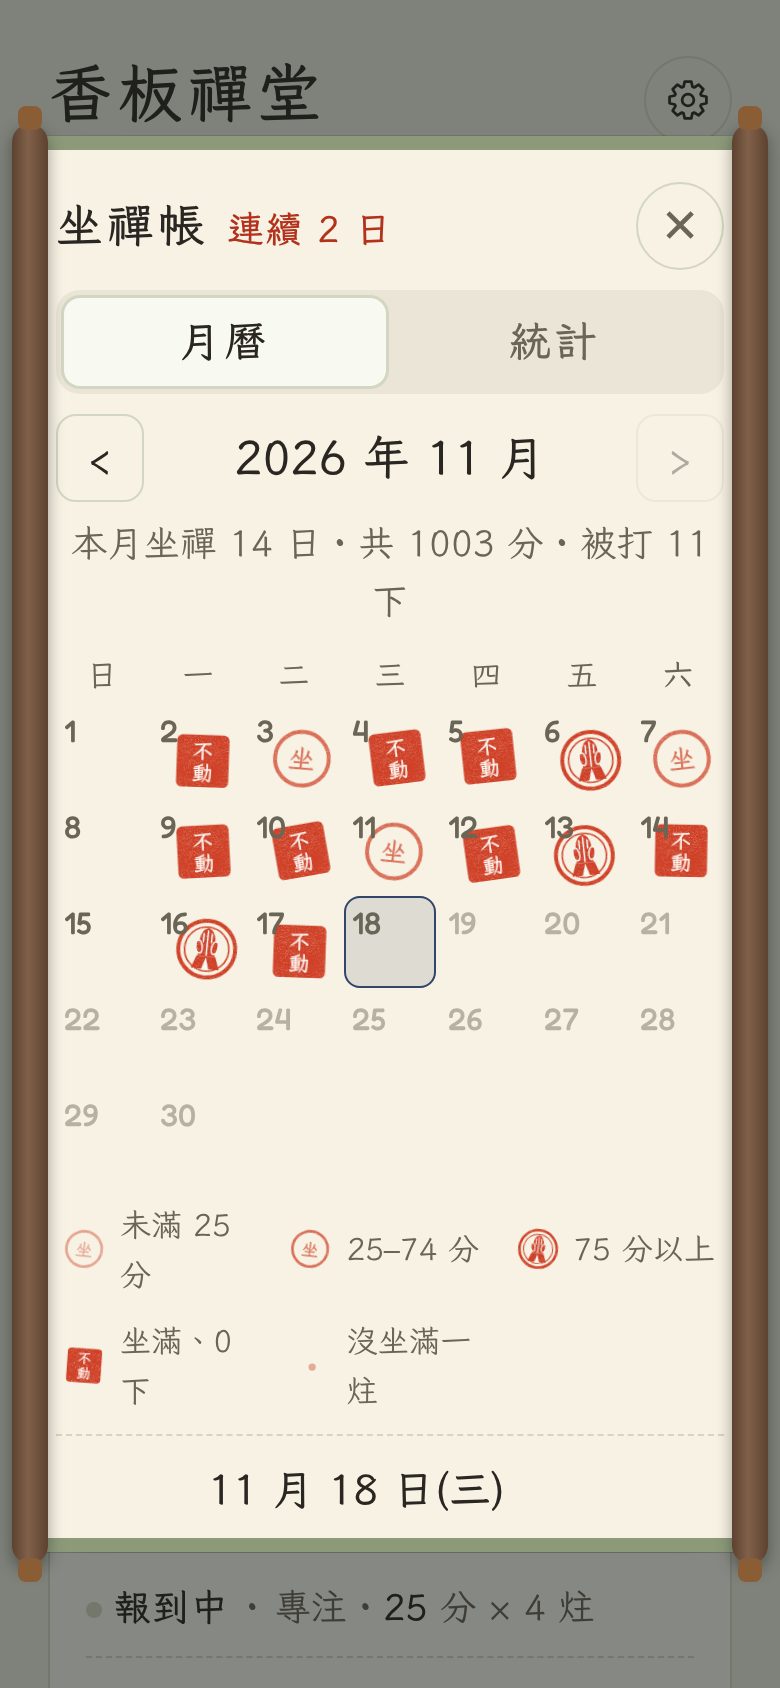 香板禪堂
坐禪帳 連續 2 日
月曆 統計
< 2026 年 11 月 >
本月坐禪 14 日・共 1003 分・被打 11
下
日 一 二 三 四 五 六
1 2 不動 3 坐 4 不動 5 不動 6 7 坐
8 9 不動 10 不動 11 坐 12 不動 13 14 不動
15 16 17 不動 18 19 20 21
22 23 24 25 26 27 28
29 30
坐 未滿 25 分 坐 25–74 分 75 分以上
不動 坐滿、0 下 沒坐滿一炷
11 月 18 日(三)
報到中 · 專注・25 分 × 4 炷